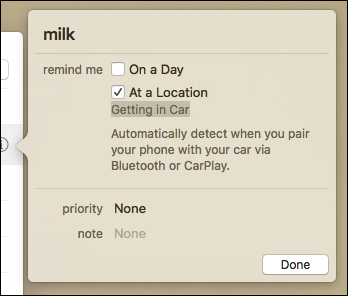 milk
remind me On a Day
At a Location
Getting in Car
Automatically detect when you pair
your phone with your car via
Bluetooth or CarPlay.
priority None
note None
Done